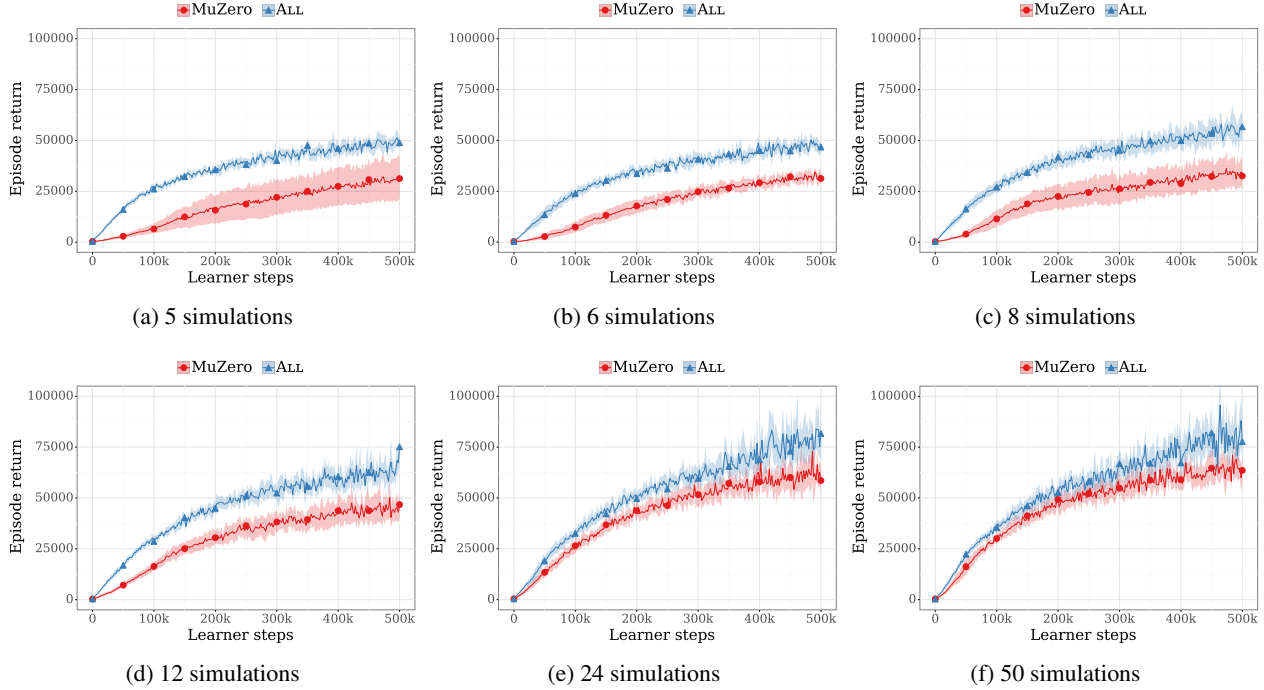 MuZero ALL
100000
75000
50000
25000
0
Episode return
0 100k 200k 300k 400k 500k
Learner steps
(a) 5 simulations
MuZero ALL
100000
75000
50000
25000
0
Episode return
0 100k 200k 300k 400k 500k
Learner steps
(b) 6 simulations
MuZero ALL
100000
75000
50000
25000
0
Episode return
0 100k 200k 300k 400k 500k
Learner steps
(c) 8 simulations
MuZero ALL
100000
75000
50000
25000
0
Episode return
0 100k 200k 300k 400k 500k
Learner steps
(d) 12 simulations
MuZero ALL
100000
75000
50000
25000
0
Episode return
0 100k 200k 300k 400k 500k
Learner steps
(e) 24 simulations
MuZero ALL
100000
75000
50000
25000
0
Episode return
0 100k 200k 300k 400k 500k
Learner steps
(f) 50 simulations